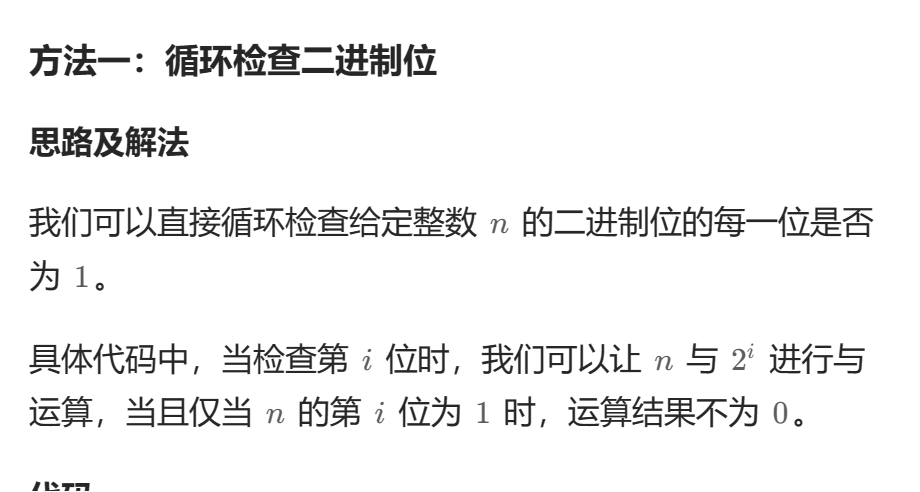 方法一：循环检查二进制位
思路及解法
我们可以直接循环检查给定整数 n 的二进制位的每一位是否
为 1。
具体代码中，当检查第 i 位时，我们可以让 n 与 2^i 进行与
运算，当且仅当 n 的第 i 位为 1 时，运算结果不为 0。